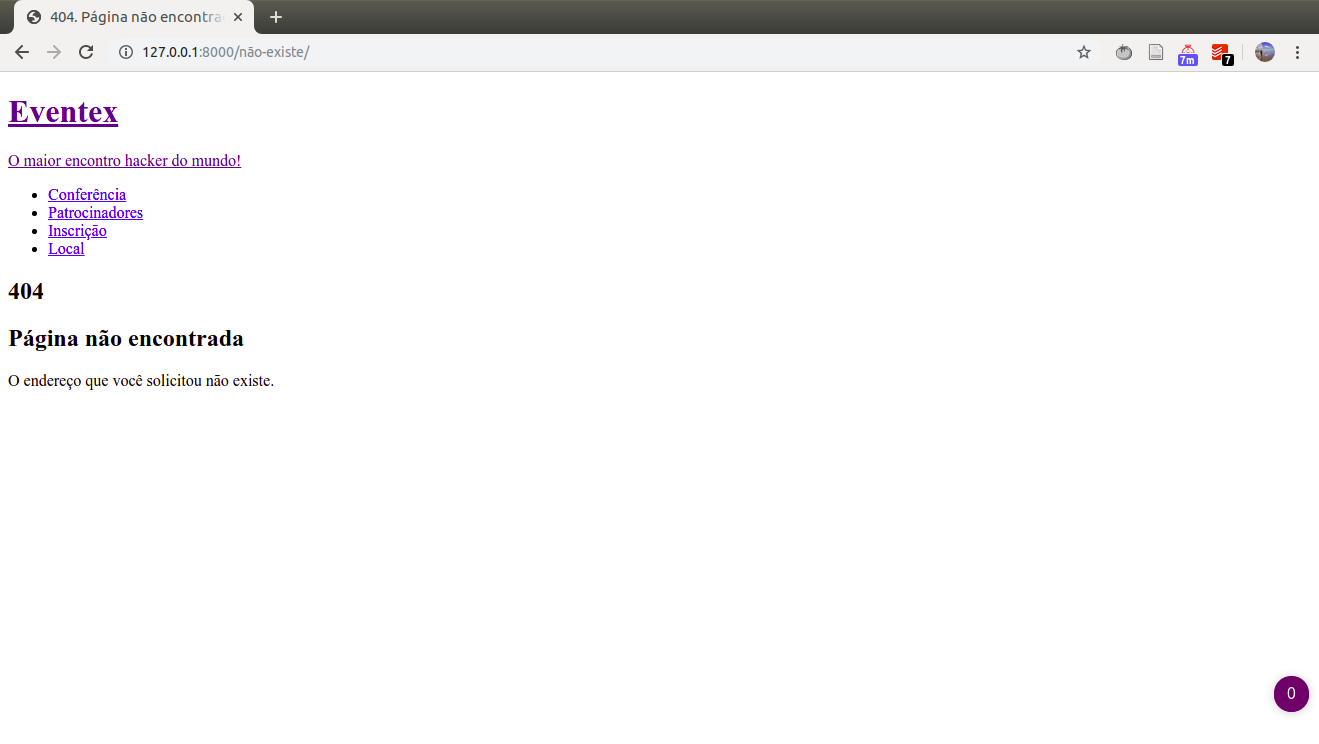 404. Página não encontra
127.0.0.1:8000/não-existe/
7m
7
Eventex
O maior encontro hacker do mundo!
Conferência
Patrocinadores
Inscrição
Local
404
Página não encontrada
O endereço que você solicitou não existe.
0